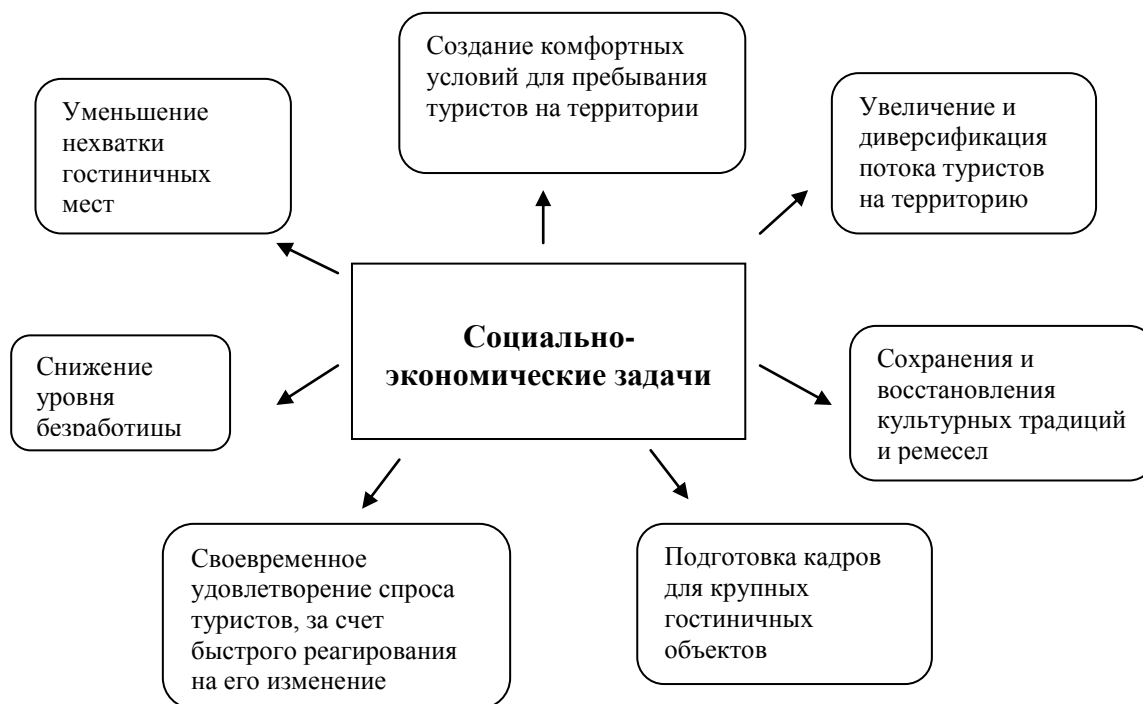 Создание комфортных
условий для пребывания
туристов на территории
Уменьшение
нехватки
гостиничных
мест
Увеличение и
диверсификация
потока туристов
на территорию
Социально-
экономические задачи
Снижение
уровня
безработицы
Сохранения и
восстановления
культурных традиций
и ремесел
Своевременное
удовлетворение спроса
туристов, за счет
быстрого реагирования
на его изменение
Подготовка кадров
для крупных
гостиничных
объектов